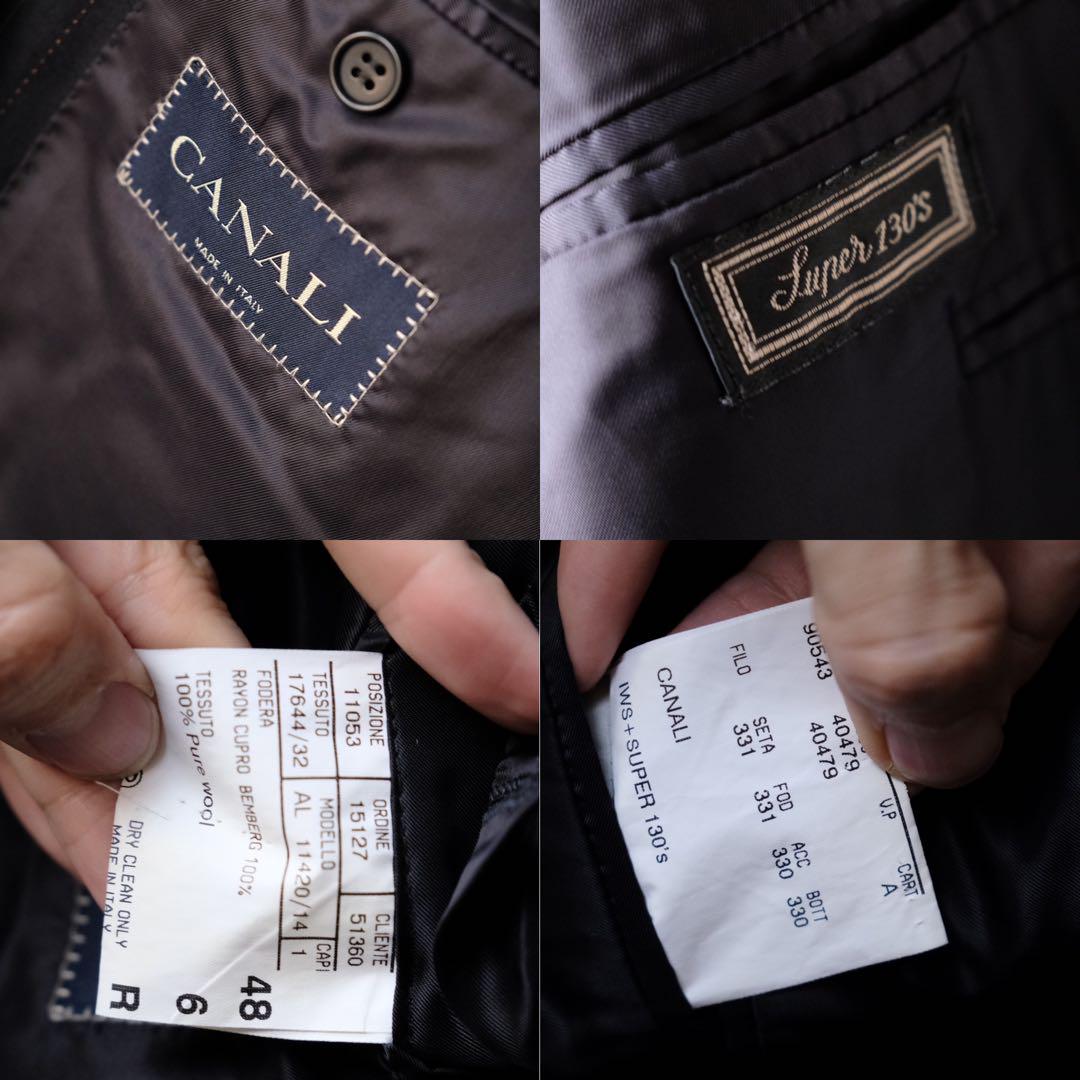 CANALI
MADE IN ITALY
Super 130's
POSIZIONE ORDINE CLIENTE
11053 15127 51360
TESSUTO MODELLO CAPI
17644/32 AL 11420/14 1
FODERA
RAYON CUPRO BEMBERG 100%
TESSUTO
100% Pure wool
DRY CLEAN ONLY
MADE IN ITALY
48
6
R
90543 40479 V.P CART
40479 A
FILO SETA FOD ACC BOTT
331 331 330 330
CANALI
IWS+SUPER 130's